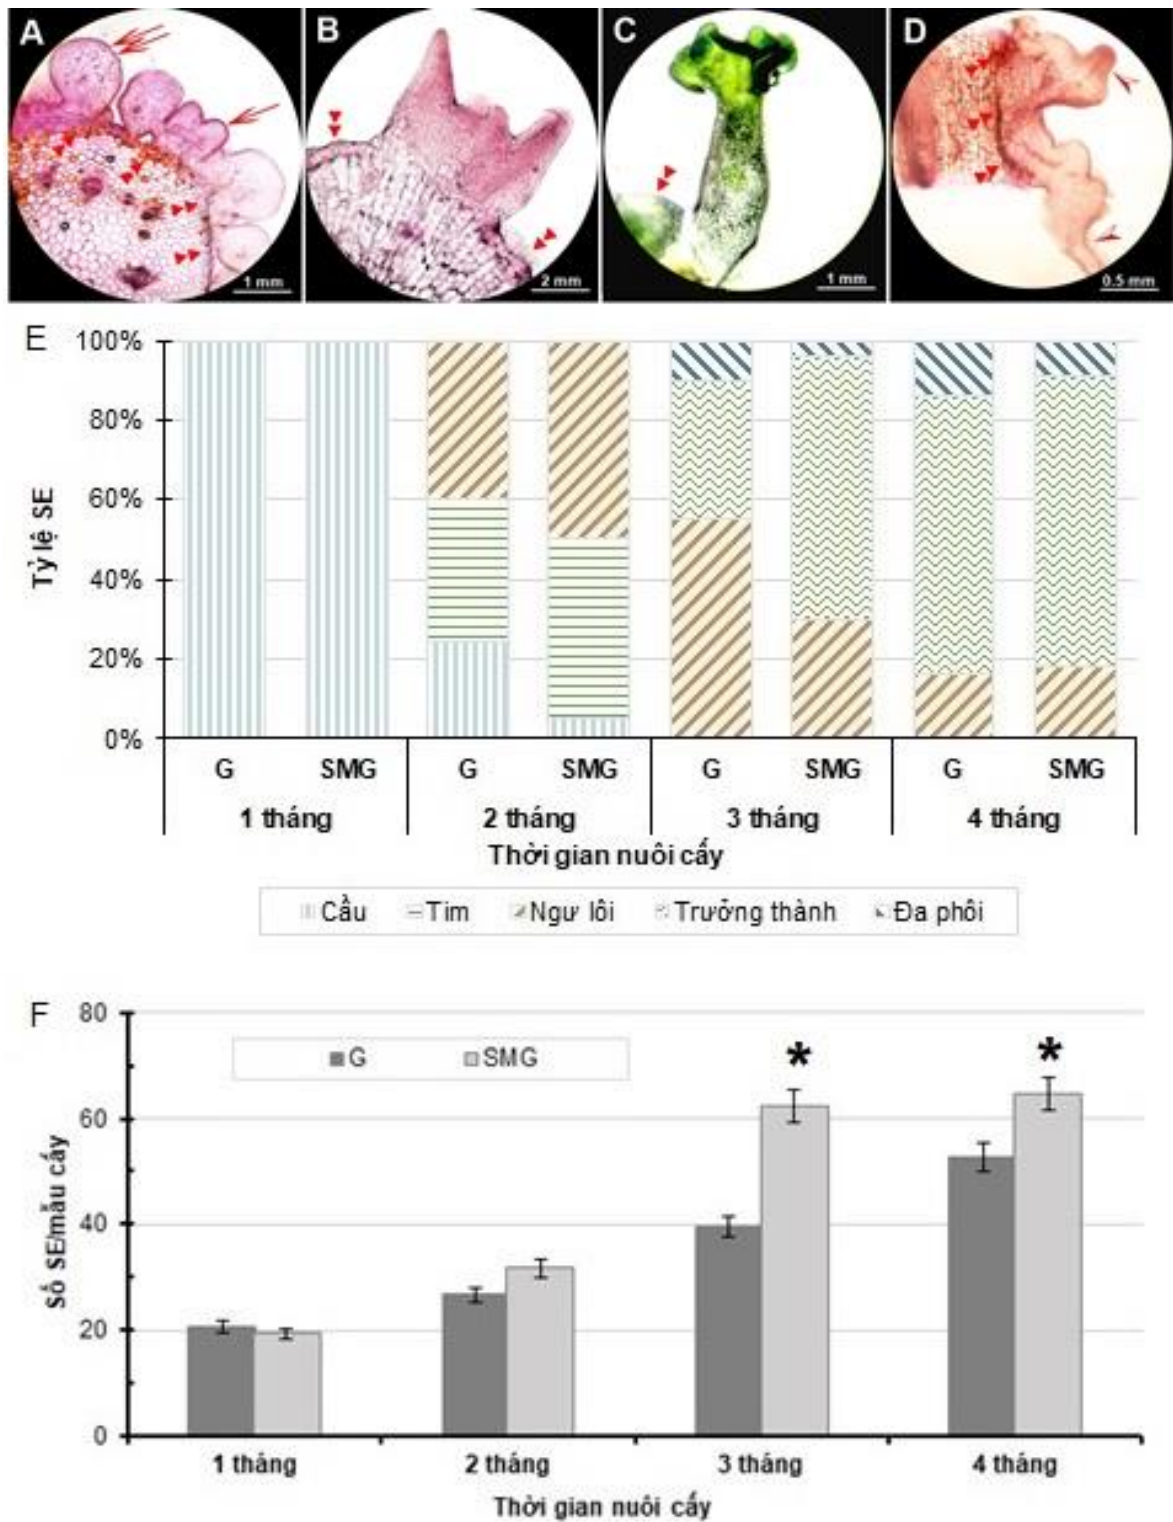 A B C D
1 mm 2 mm 1 mm 0.5 mm
E
100%
80%
60%
40%
20%
0%
Tỷ lệ SE
G SMG G SMG G SMG G SMG
1 tháng 2 tháng 3 tháng 4 tháng
Thời gian nuôi cấy
Cầu Tim Ngư lôi Trưởng thành Đa phôi
F
80
60
40
20
0
Số SE/mẫu cấy
G SMG
* *
1 tháng 2 tháng 3 tháng 4 tháng
Thời gian nuôi cấy